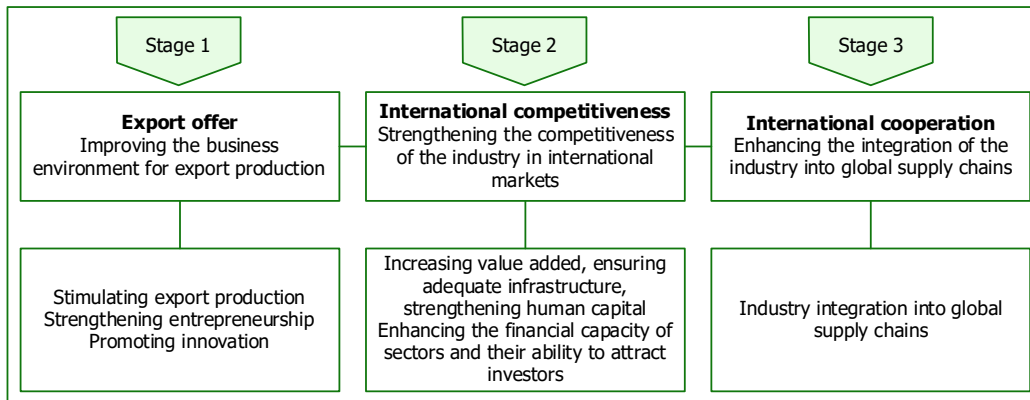 Stage 1
Stage 2
Stage 3
Export offer
Improving the business
environment for export production
International competitiveness
Strengthening the competitiveness
of the industry in international
markets
International cooperation
Enhancing the integration of the
industry into global supply chains
Stimulating export production
Strengthening entrepreneurship
Promoting innovation
Increasing value added, ensuring
adequate infrastructure,
strengthening human capital
Enhancing the financial capacity of
sectors and their ability to attract
investors
Industry integration into global
supply chains